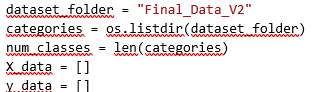 dataset_folder = "Final_Data_V2"
categories = os.listdir(dataset_folder)
num_classes = len(categories)
X_data = []
y_data = []